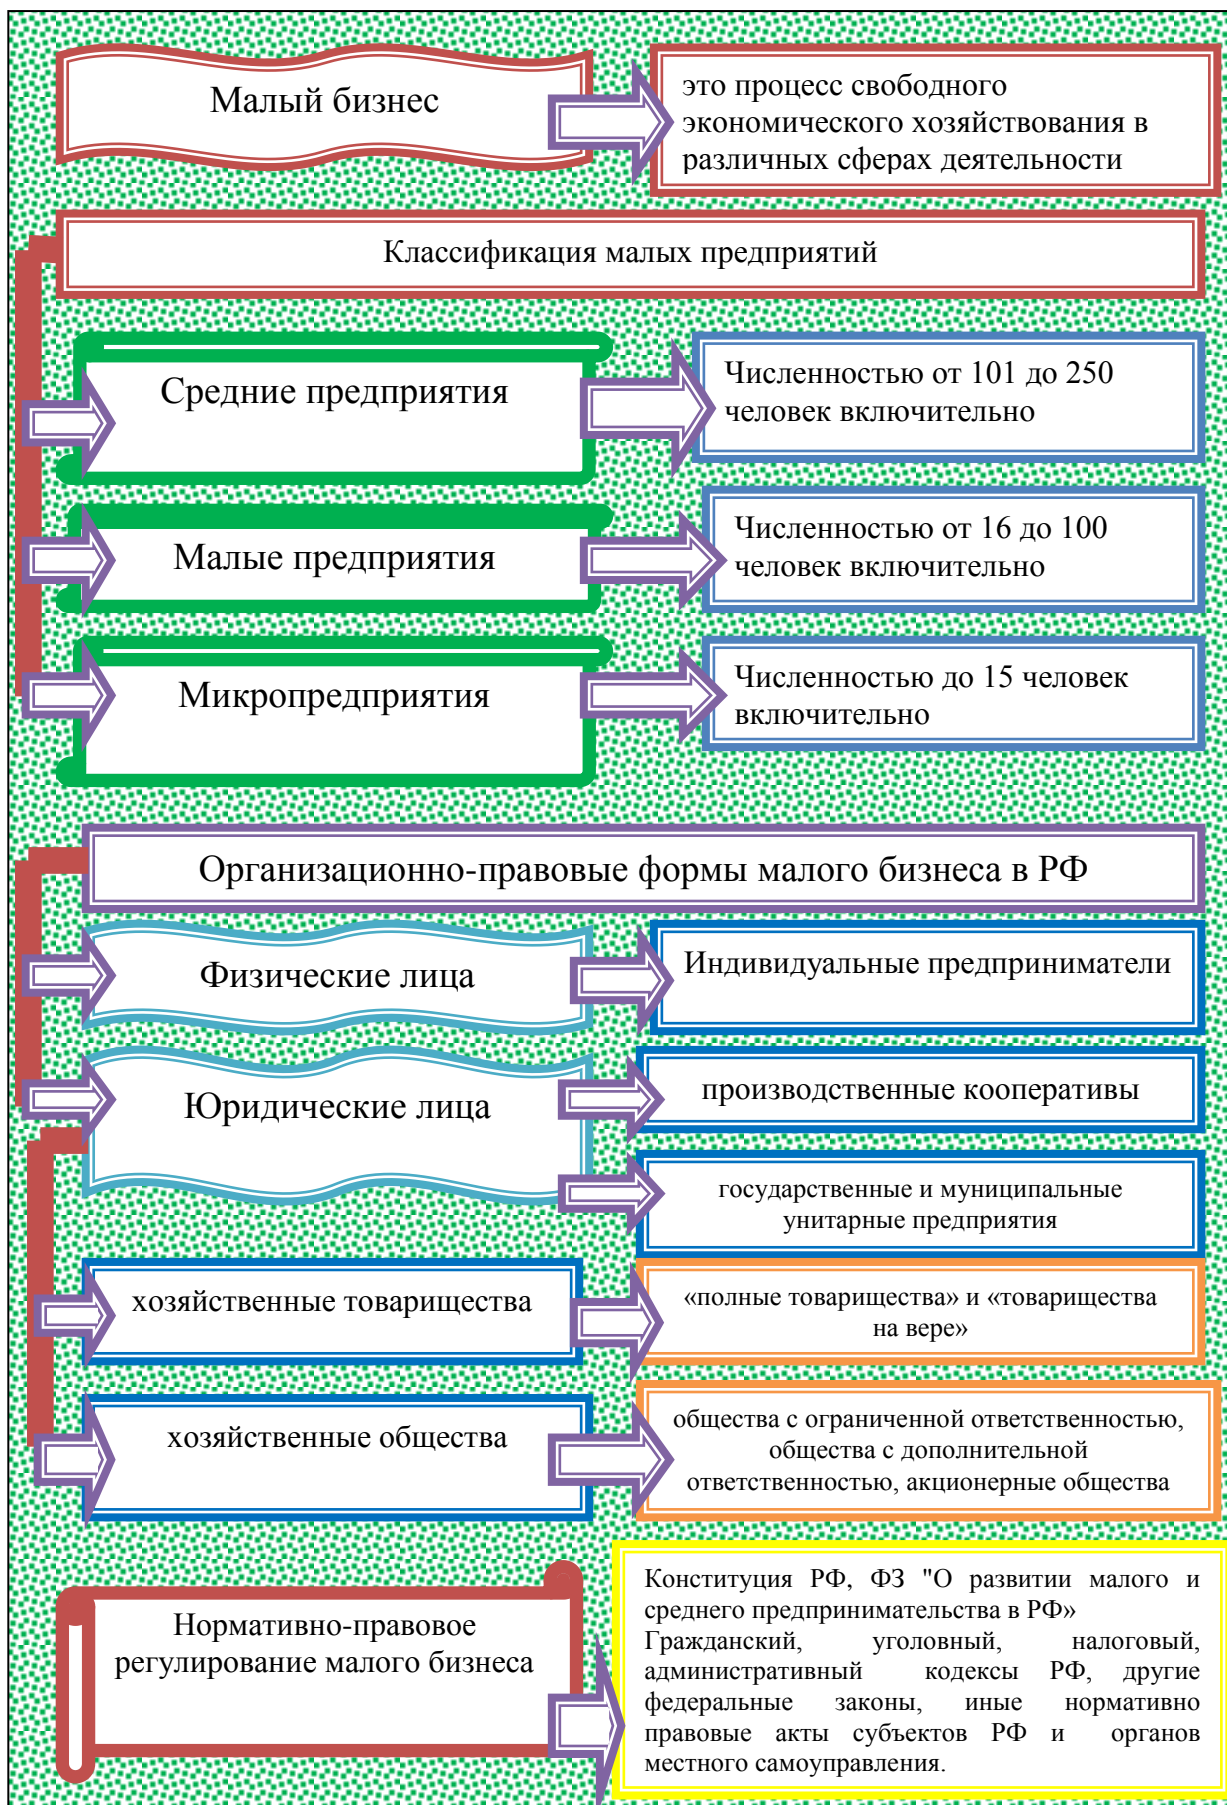 Малый бизнес
это процесс свободного
экономического хозяйствования в
различных сферах деятельности
Классификация малых предприятий
Средние предприятия
Численностью от 101 до 250
человек включительно
Малые предприятия
Численностью от 16 до 100
человек включительно
Микропредприятия
Численностью до 15 человек
включительно
Организационно-правовые формы малого бизнеса в РФ
Физические лица
Индивидуальные предприниматели
Юридические лица
производственные кооперативы
государственные и муниципальные
унитарные предприятия
хозяйственные товарищества
«полные товарищества» и «товарищества
на вере»
хозяйственные общества
общества с ограниченной ответственностью,
общества с дополнительной
ответственностью, акционерные общества
Нормативно-правовое
регулирование малого бизнеса
Конституция РФ, ФЗ "О развитии малого и
среднего предпринимательства в РФ»
Гражданский, уголовный, налоговый,
административный кодексы РФ, другие
федеральные законы, иные нормативно
правовые акты субъектов РФ и органов
местного самоуправления.